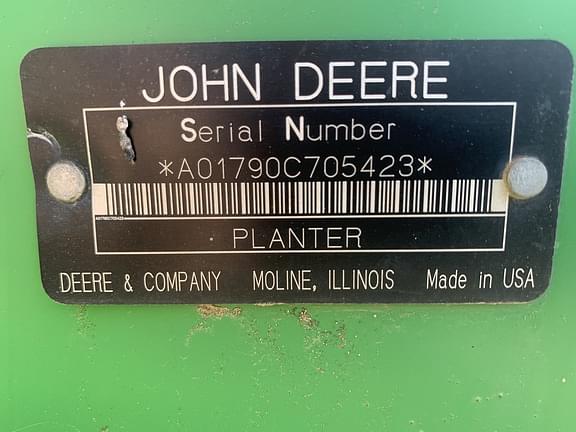 JOHN DEERE
Serial Number
*A01790C705423*
PLANTER
DEERE & COMPANY MOLINE, ILLINOIS Made in USA